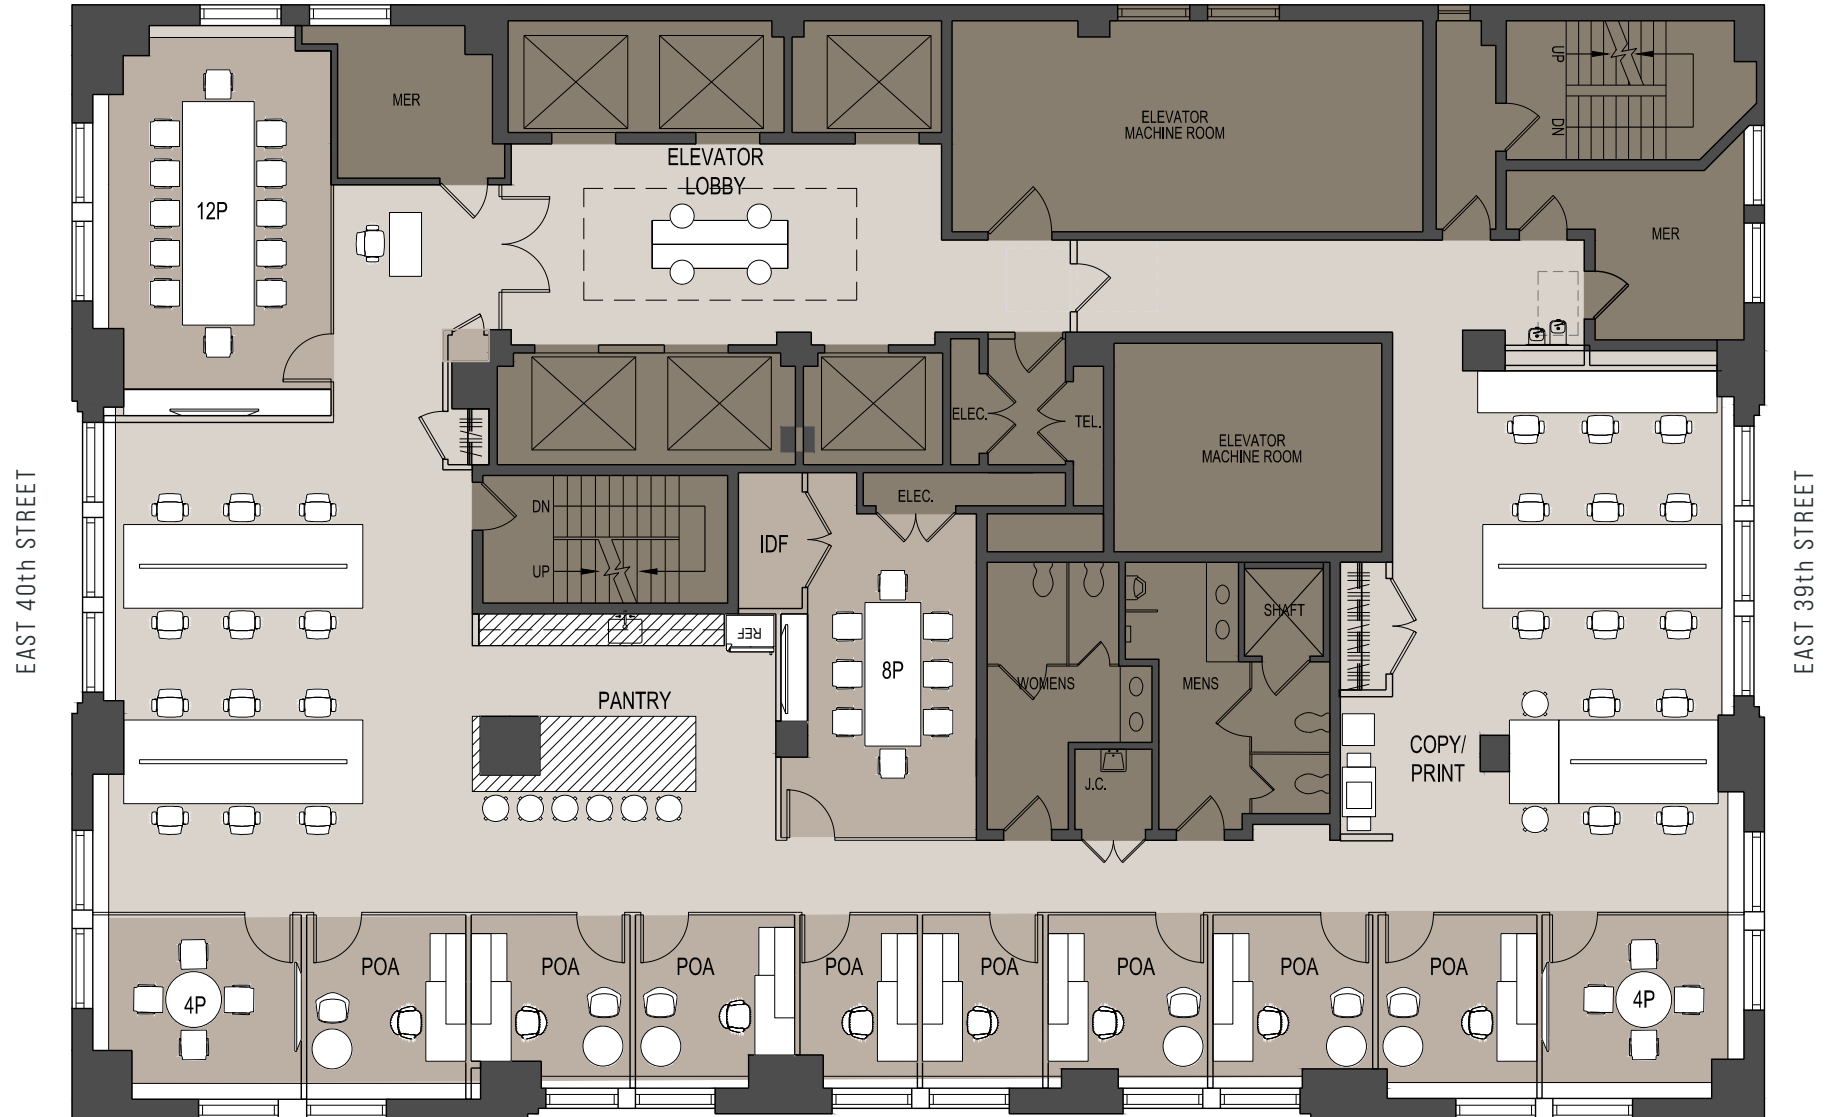 MER
ELEVATOR
MACHINE ROOM
UP
DN
ELEVATOR
LOBBY
12P
MER
ELEC.
TEL.
ELEVATOR
MACHINE ROOM
EAST 40th STREET
EAST 39th STREET
DN
UP
ELEC.
IDF
SHAFT
REF
8P
WOMENS
MENS
PANTRY
COPY/
PRINT
J.C.
4P
POA
POA
POA
POA
POA
POA
POA
POA
4P